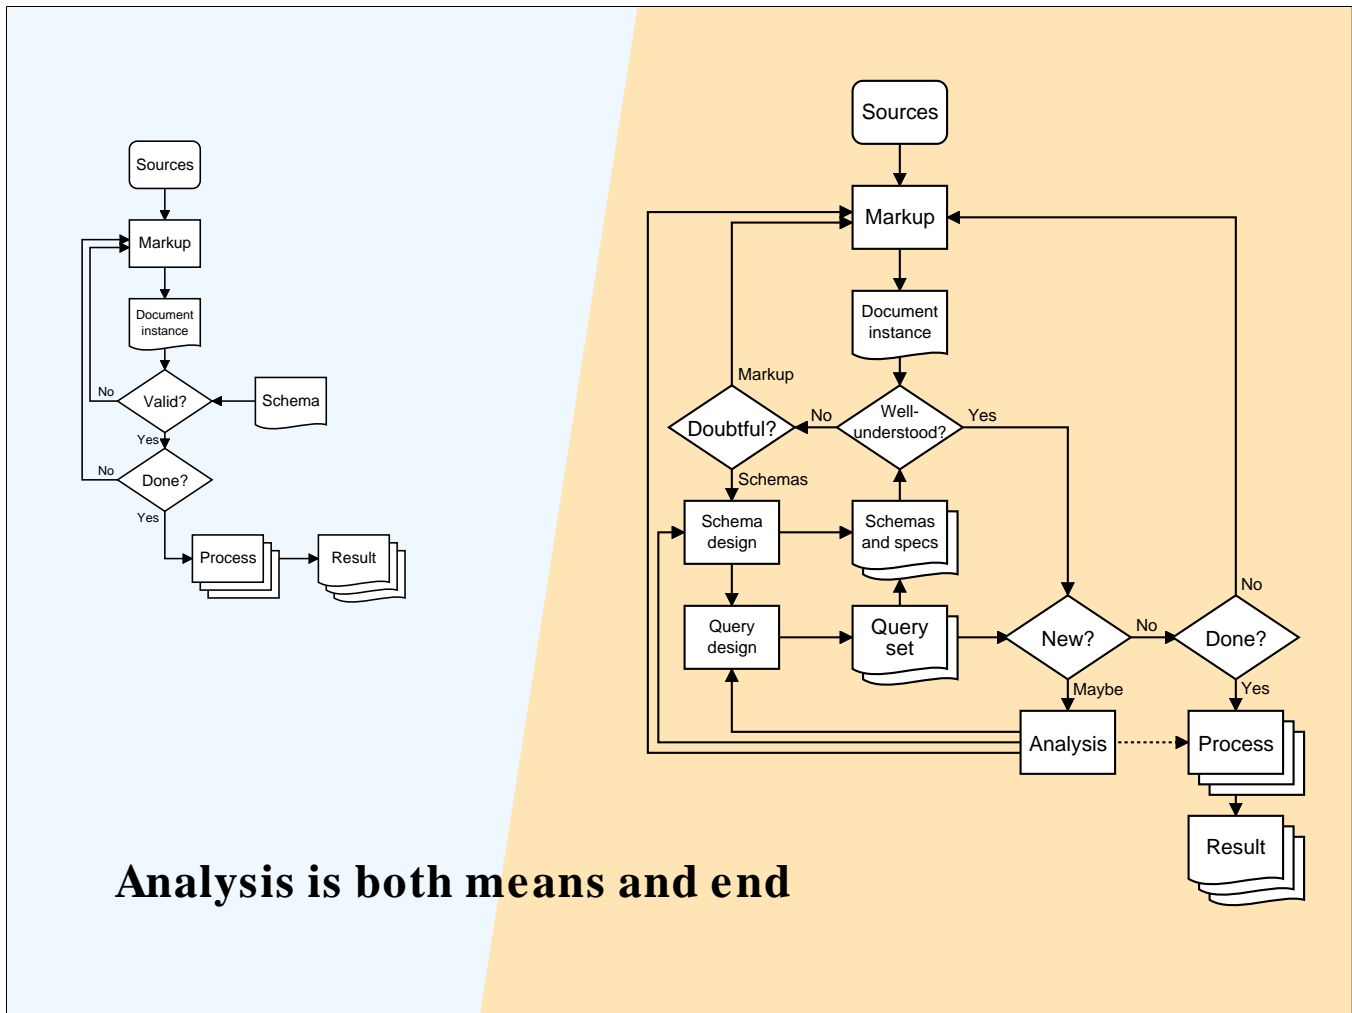 Sources
Markup
Document
instance
No
Valid?
Schema
Yes
No
Done?
Yes
Process
Result
Sources
Markup
Document
instance
Markup
Doubtful?
No
Well-
understood?
Yes
Schemas
Schema
design
Schemas
and specs
Query
design
Query
set
New?
No
No
Done?
Maybe
Yes
Analysis
Process
Result
Analysis is both means and end